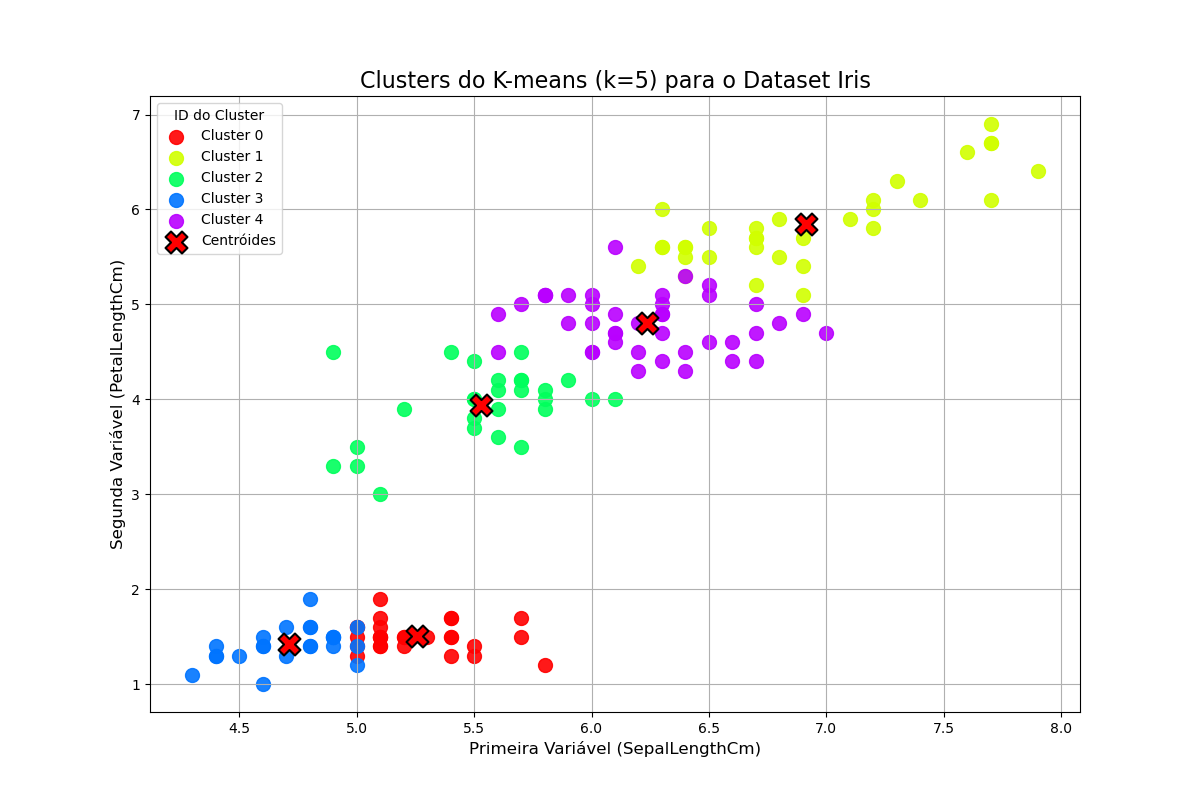 Clusters do K-means (k=5) para o Dataset Iris
ID do Cluster
Cluster 0
Cluster 1
Cluster 2
Cluster 3
Cluster 4
Centróides
Segunda Variável (PetalLengthCm)
7
6
5
4
3
2
1
4.5 5.0 5.5 6.0 6.5 7.0 7.5 8.0
Primeira Variável (SepalLengthCm)